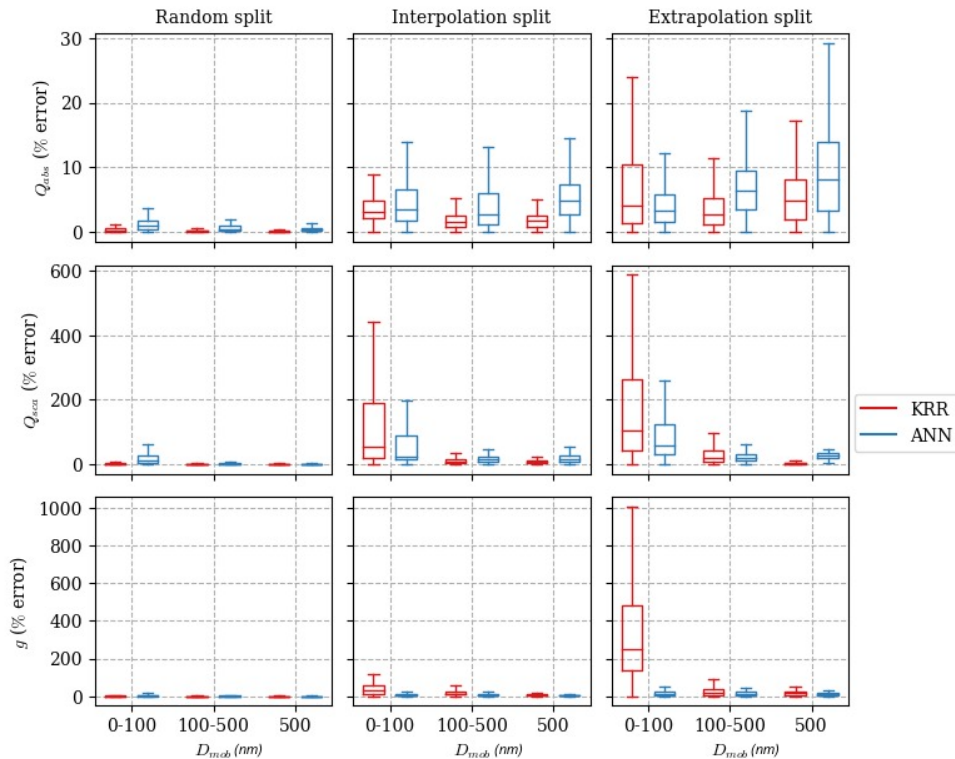 Random split Interpolation split Extrapolation split
30
20
10
0
Q_abs (% error)
600
400
200
0
Q_sca (% error)
KRR
ANN
1000
800
600
400
200
0
g (% error)
0-100 100-500 500 0-100 100-500 500 0-100 100-500 500
D_mob (nm) D_mob (nm) D_mob (nm)